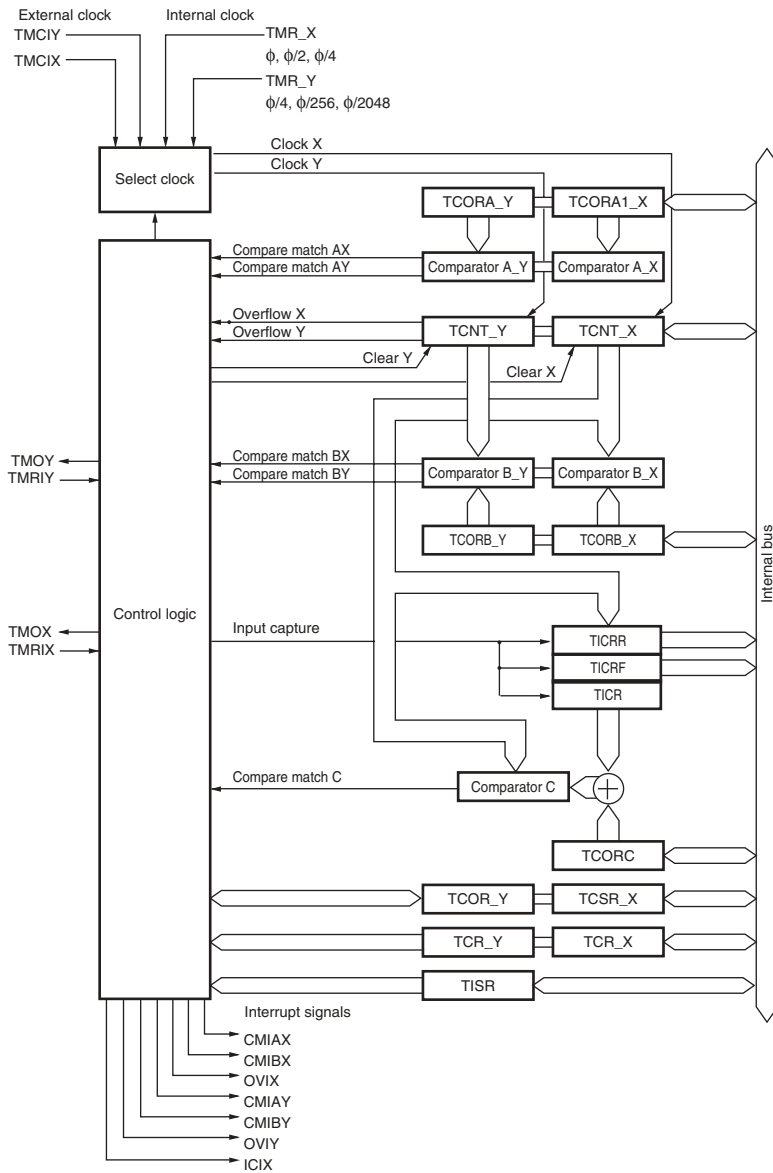 External clock
Internal clock
TMCIY
TMR_X
TMCIX
ϕ, ϕ/2, ϕ/4
TMR_Y
ϕ/4, ϕ/256, ϕ/2048
Clock X
Clock Y
Select clock
TCORA_Y
TCORA1_X
Compare match AX
Compare match AY
Comparator A_Y
Comparator A_X
Overflow X
Overflow Y
TCNT_Y
TCNT_X
Clear Y
Clear X
TMOY
TMRIY
Compare match BX
Compare match BY
Comparator B_Y
Comparator B_X
TCORB_Y
TCORB_X
Internal bus
Control logic
TMOX
TMRIX
Input capture
TICRR
TICRF
TICR
Compare match C
Comparator C
TCORC
TCOR_Y
TCSR_X
TCR_Y
TCR_X
TISR
Interrupt signals
CMIAX
CMIBX
OVIX
CMIAY
CMIBY
OVIY
ICIX